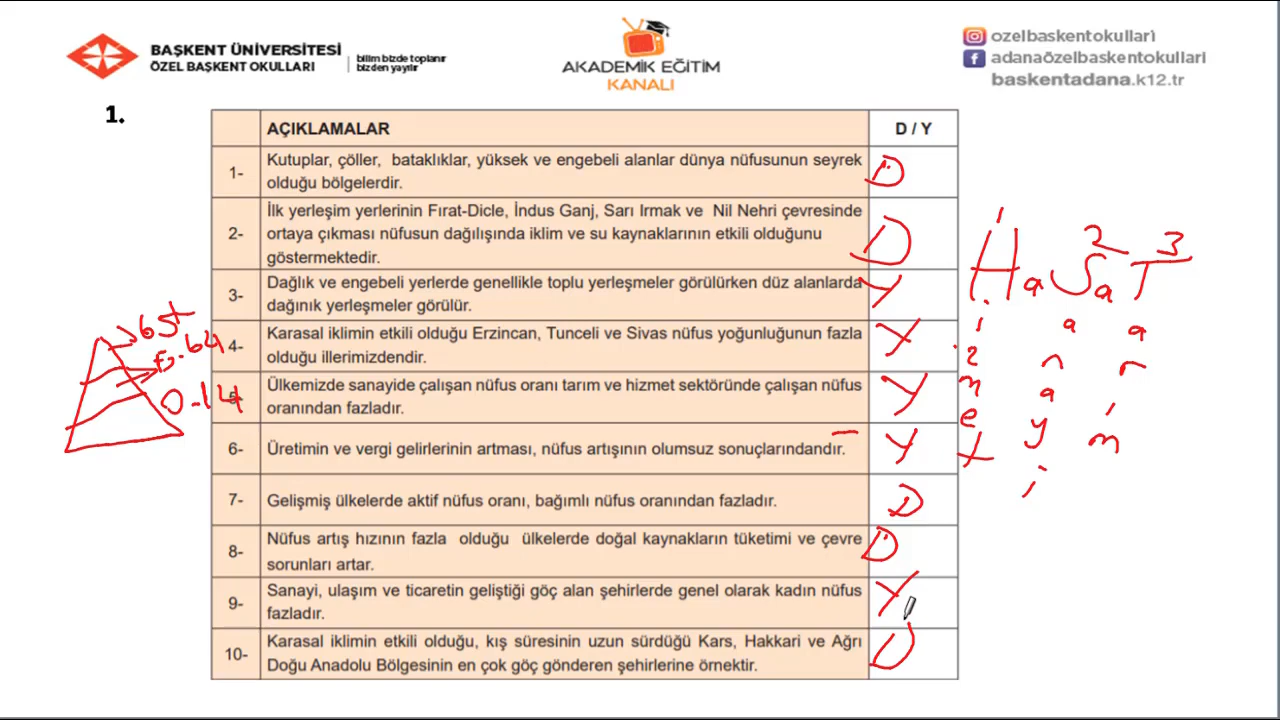 BAŞKENT ÜNİVERSİTESİ
ÖZEL BAŞKENT OKULLARI
bilim bizde toplanır
bizden yayılır
AKADEMİK EĞİTİM
KANALI
ozelbaskentokullari
adanaözelbaskentokullari
baskentadana.k12.tr
1.
AÇIKLAMALAR D / Y
1- Kutuplar, çöller, bataklıklar, yüksek ve engebeli alanlar dünya nüfusunun seyrek
olduğu bölgelerdir. D
2- İlk yerleşim yerlerinin Fırat-Dicle, İndus Ganj, Sarı Irmak ve Nil Nehri çevresinde
ortaya çıkması nüfusun dağılışında iklim ve su kaynaklarının etkili olduğunu
göstermektedir. D
3- Dağlık ve engebeli yerlerde genellikle toplu yerleşmeler görülürken düz alanlarda
dağınık yerleşmeler görülür. Y
4- Karasal iklimin etkili olduğu Erzincan, Tunceli ve Sivas nüfus yoğunluğunun fazla
olduğu illerimizdendir. Y
5- Ülkemizde sanayide çalışan nüfus oranı tarım ve hizmet sektöründe çalışan nüfus
oranından fazladır. Y
6- Üretimin ve vergi gelirlerinin artması, nüfus artışının olumsuz sonuçlarındandır. Y
7- Gelişmiş ülkelerde aktif nüfus oranı, bağımlı nüfus oranından fazladır. D
8- Nüfus artış hızının fazla olduğu ülkelerde doğal kaynakların tüketimi ve çevre
sorunları artar. D
9- Sanayi, ulaşım ve ticaretin geliştiği göç alan şehirlerde genel olarak kadın nüfus
fazladır. Y
10- Karasal iklimin etkili olduğu, kış süresinin uzun sürdüğü Kars, Hakkari ve Ağrı
Doğu Anadolu Bölgesinin en çok göç gönderen şehirlerine örnektir. D
65+
15-64
0-14
1 2 3
HaSaT
i a a
z n r
m a ı
e y m
t i